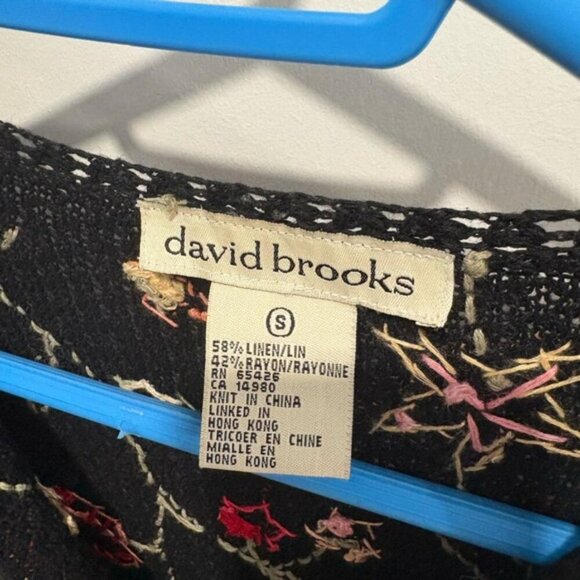 david brooks
S
58% LINEN/LIN
42% RAYON/RAYONNE
RN 65426
CA 14980
KNIT IN CHINA
LINKED IN
HONG KONG
TRICOER EN CHINE
MIALLE EN
HONG KONG